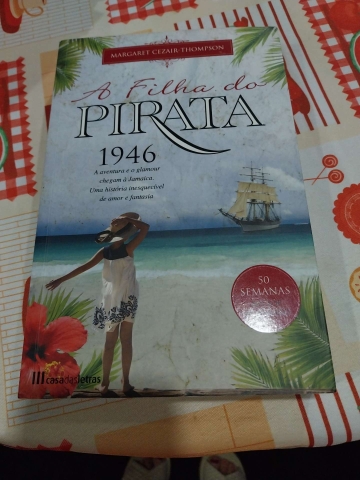 MARGARET CEZAIR-THOMPSON
A Filha do
PIRATA
1946
A aventura e o glamour
chegam à Jamaica.
Uma história inesquecível
de amor e fantasia.
50
SEMANAS
casadasletras